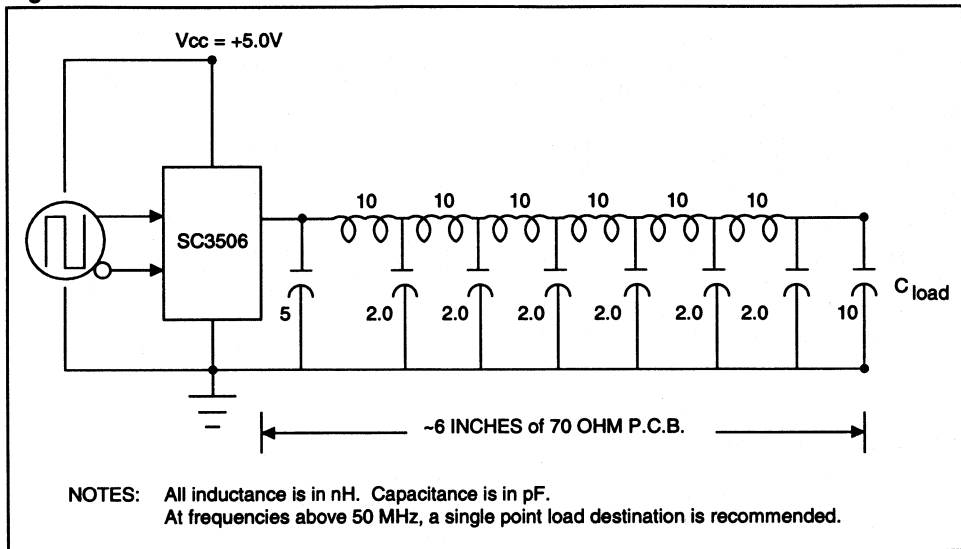 Vcc = +5.0V
10 10 10 10 10 10
SC3506
C load
5 2.0 2.0 2.0 2.0 2.0 2.0 10
~6 INCHES of 70 OHM P.C.B.
NOTES: All inductance is in nH. Capacitance is in pF.
At frequencies above 50 MHz, a single point load destination is recommended.